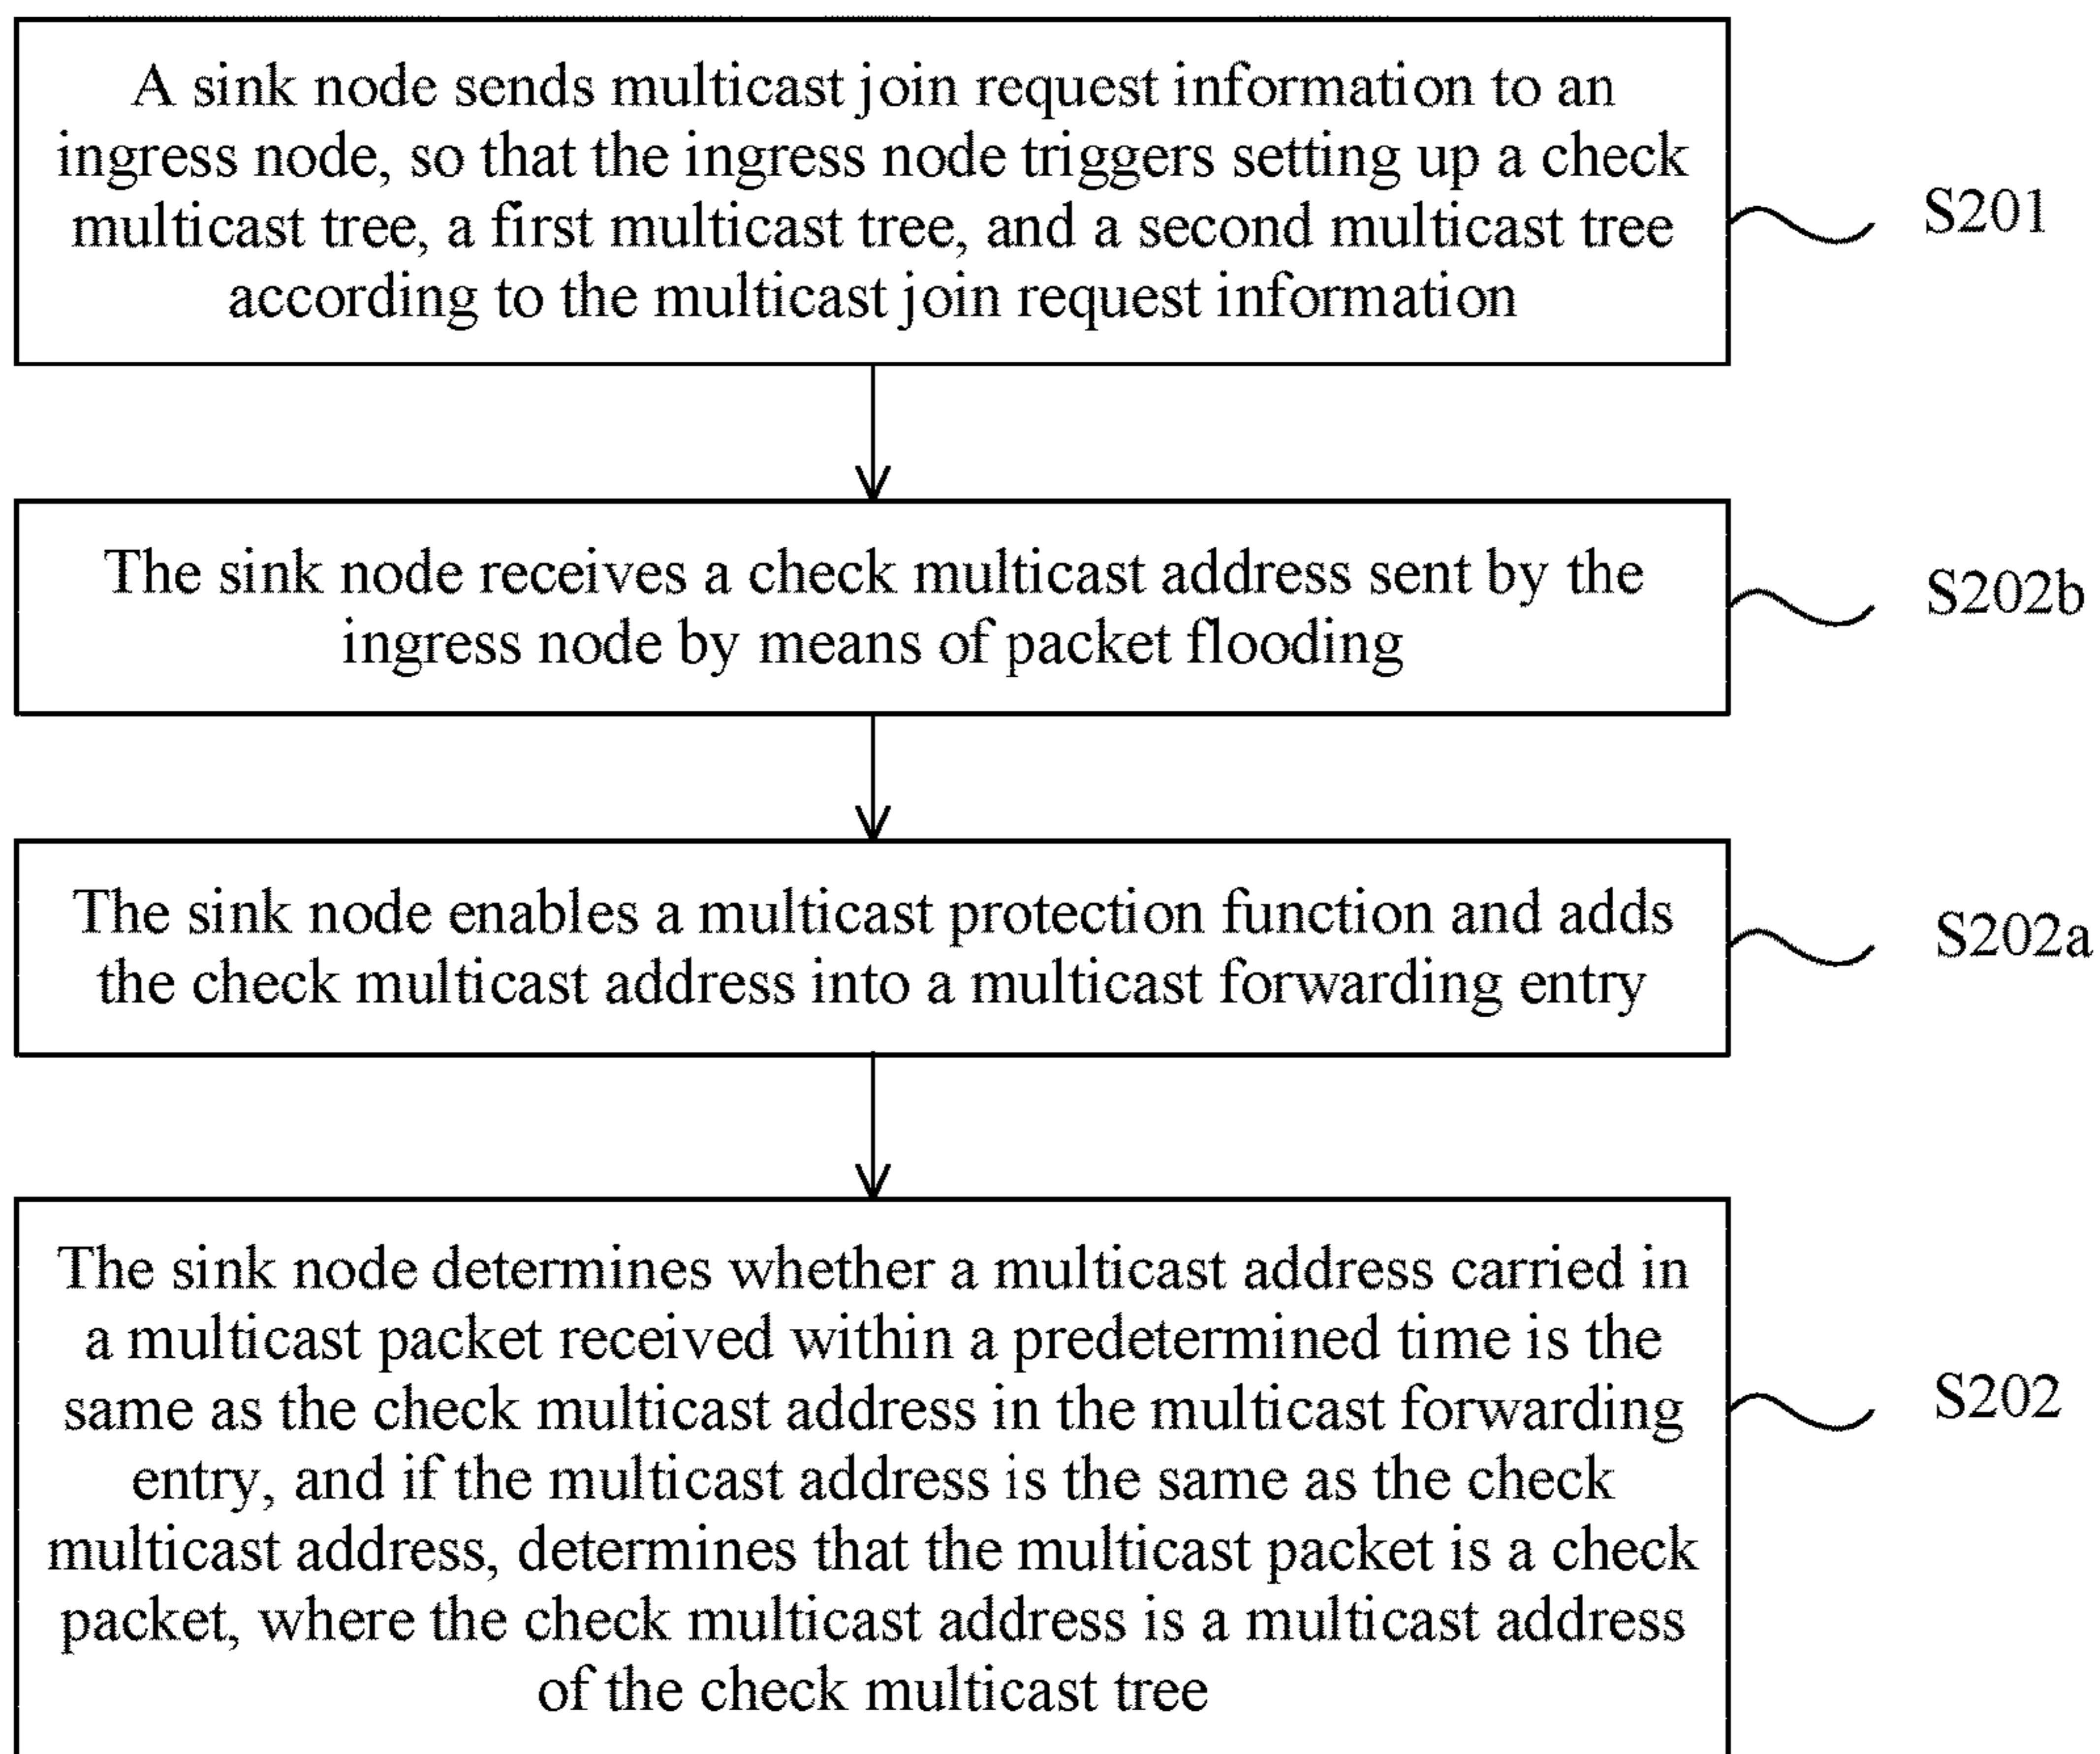 A sink node sends multicast join request information to an
ingress node, so that the ingress node triggers setting up a check
multicast tree, a first multicast tree, and a second multicast tree
according to the multicast join request information
S201
The sink node receives a check multicast address sent by the
ingress node by means of packet flooding
S202b
The sink node enables a multicast protection function and adds
the check multicast address into a multicast forwarding entry
S202a
The sink node determines whether a multicast address carried in
a multicast packet received within a predetermined time is the
same as the check multicast address in the multicast forwarding
entry, and if the multicast address is the same as the check
multicast address, determines that the multicast packet is a check
packet, where the check multicast address is a multicast address
of the check multicast tree
S202